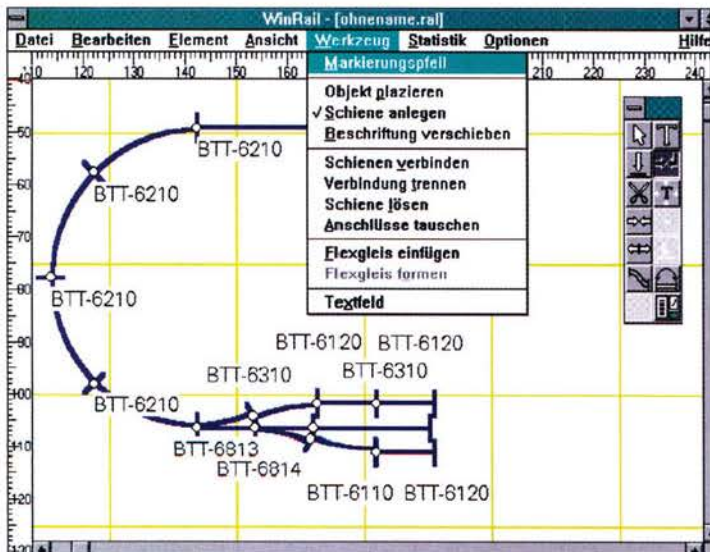 WinRail - [ohnename.ral]
Datei Bearbeiten Element Ansicht Werkzeug Statistik Optionen Hilfe
110 120 130 140 150 160 210 220 230 240
Markierungspfeil
Objekt plazieren
✓ Schiene anlegen
Beschriftung verschieben
Schienen verbinden
Verbindung trennen
Schiene lösen
Anschlüsse tauschen
Flexgleis einfügen
Flexgleis formen
Textfeld
40
50
60
70
80
90
100
110
120
130
T
T
BTT-6210
BTT-6210
BTT-6210
BTT-6210
BTT-6120 BTT-6120
BTT-6310 BTT-6310
BTT-6813
BTT-6814
BTT-6110 BTT-6120